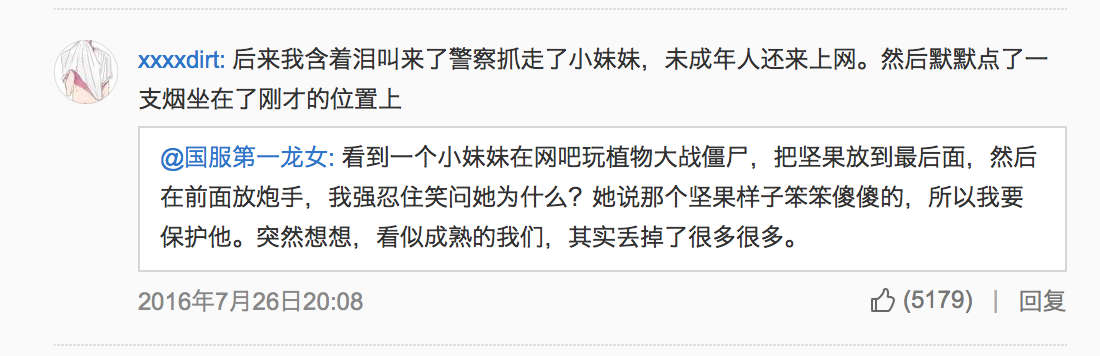 xxxxdirt: 后来我含着泪叫来了警察抓走了小妹妹，未成年人还来上网。然后默默点了一
支烟坐在了刚才的位置上
@国服第一龙女: 看到一个小妹妹在网吧玩植物大战僵尸，把坚果放到最后面，然后
在前面放炮手，我强忍住笑问她为什么？她说那个坚果样子笨笨傻傻的，所以我要
保护他。突然想想，看似成熟的我们，其实丢掉了很多很多。
2016年7月26日20:08 (5179) | 回复